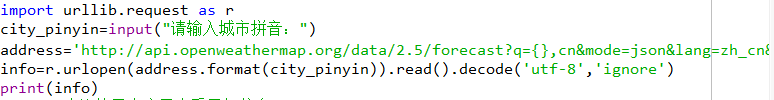 import urllib.request as r
city_pinyin=input("请输入城市拼音：")
address='http://api.openweathermap.org/data/2.5/forecast?q={},cn&mode=json&lang=zh_cn&
info=r.urlopen(address.format(city_pinyin)).read().decode('utf-8','ignore')
print(info)